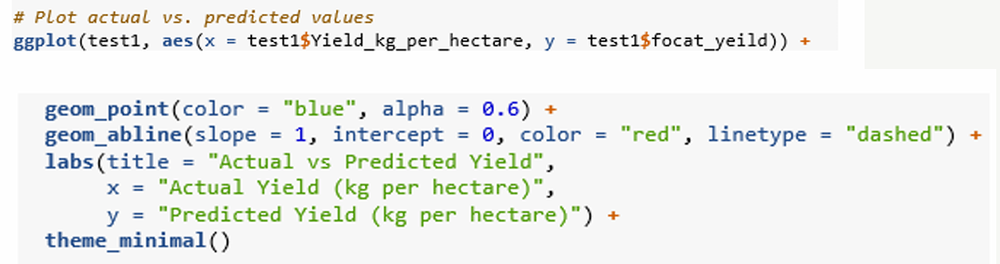 # Plot actual vs. predicted values
ggplot(test1, aes(x = test1$Yield_kg_per_hectare, y = test1$focat_yeild)) +
geom_point(color = "blue", alpha = 0.6) +
geom_abline(slope = 1, intercept = 0, color = "red", linetype = "dashed") +
labs(title = "Actual vs Predicted Yield",
x = "Actual Yield (kg per hectare)",
y = "Predicted Yield (kg per hectare)") +
theme_minimal()